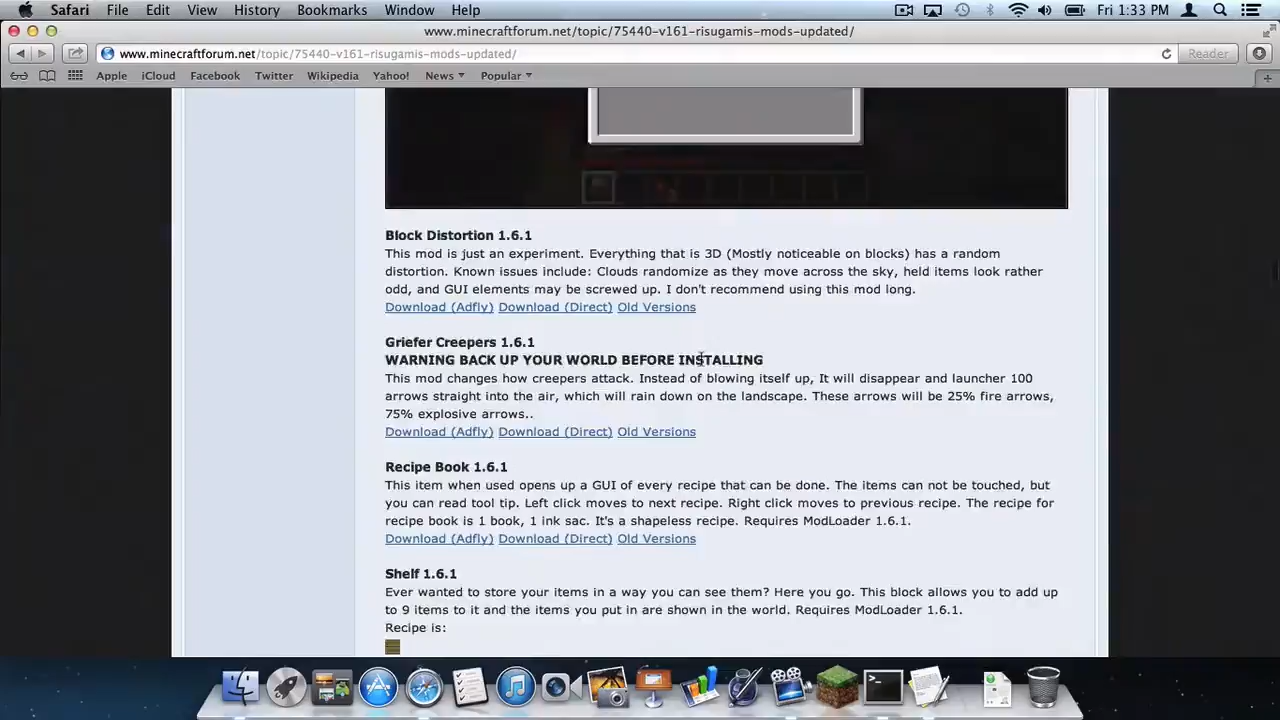 Safari File Edit View History Bookmarks Window Help Fri 1:33 PM
www.minecraftforum.net/topic/75440-v161-risugamis-mods-updated/
www.minecraftforum.net/topic/75440-v161-risugamis-mods-updated/ Reader
Apple iCloud Facebook Twitter Wikipedia Yahoo! News Popular
Block Distortion 1.6.1
This mod is just an experiment. Everything that is 3D (Mostly noticeable on blocks) has a random
distortion. Known issues include: Clouds randomize as they move across the sky, held items look rather
odd, and GUI elements may be screwed up. I don't recommend using this mod long.
Download (Adfly) Download (Direct) Old Versions
Griefer Creepers 1.6.1
WARNING BACK UP YOUR WORLD BEFORE INSTALLING
This mod changes how creepers attack. Instead of blowing itself up, It will disappear and launcher 100
arrows straight into the air, which will rain down on the landscape. These arrows will be 25% fire arrows,
75% explosive arrows..
Download (Adfly) Download (Direct) Old Versions
Recipe Book 1.6.1
This item when used opens up a GUI of every recipe that can be done. The items can not be touched, but
you can read tool tip. Left click moves to next recipe. Right click moves to previous recipe. The recipe for
recipe book is 1 book, 1 ink sac. It's a shapeless recipe. Requires ModLoader 1.6.1.
Download (Adfly) Download (Direct) Old Versions
Shelf 1.6.1
Ever wanted to store your items in a way you can see them? Here you go. This block allows you to add up
to 9 items to it and the items you put in are shown in the world. Requires ModLoader 1.6.1.
Recipe is: